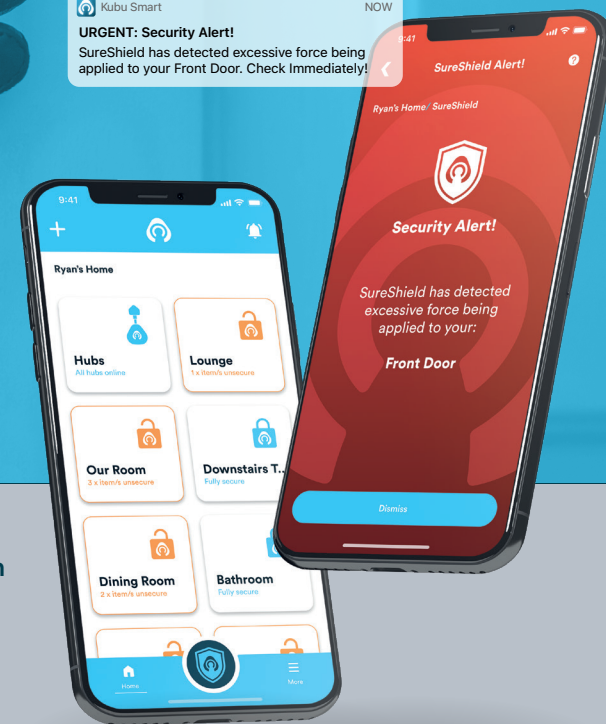 Kubu Smart NOW
URGENT: Security Alert!
SureShield has detected excessive force being
applied to your Front Door. Check Immediately!
9:41
SureShield Alert!
?
Ryan's Home/ SureShield
Security Alert!
SureShield has detected
excessive force being
applied to your:
Front Door
Dismiss
9:41
Ryan's Home
Hubs
All hubs online
Lounge
1 x item/s unsecure
Our Room
3 x item/s unsecure
Downstairs T...
Fully secure
Dining Room
2 x item/s unsecure
Bathroom
Fully secure
Home
More